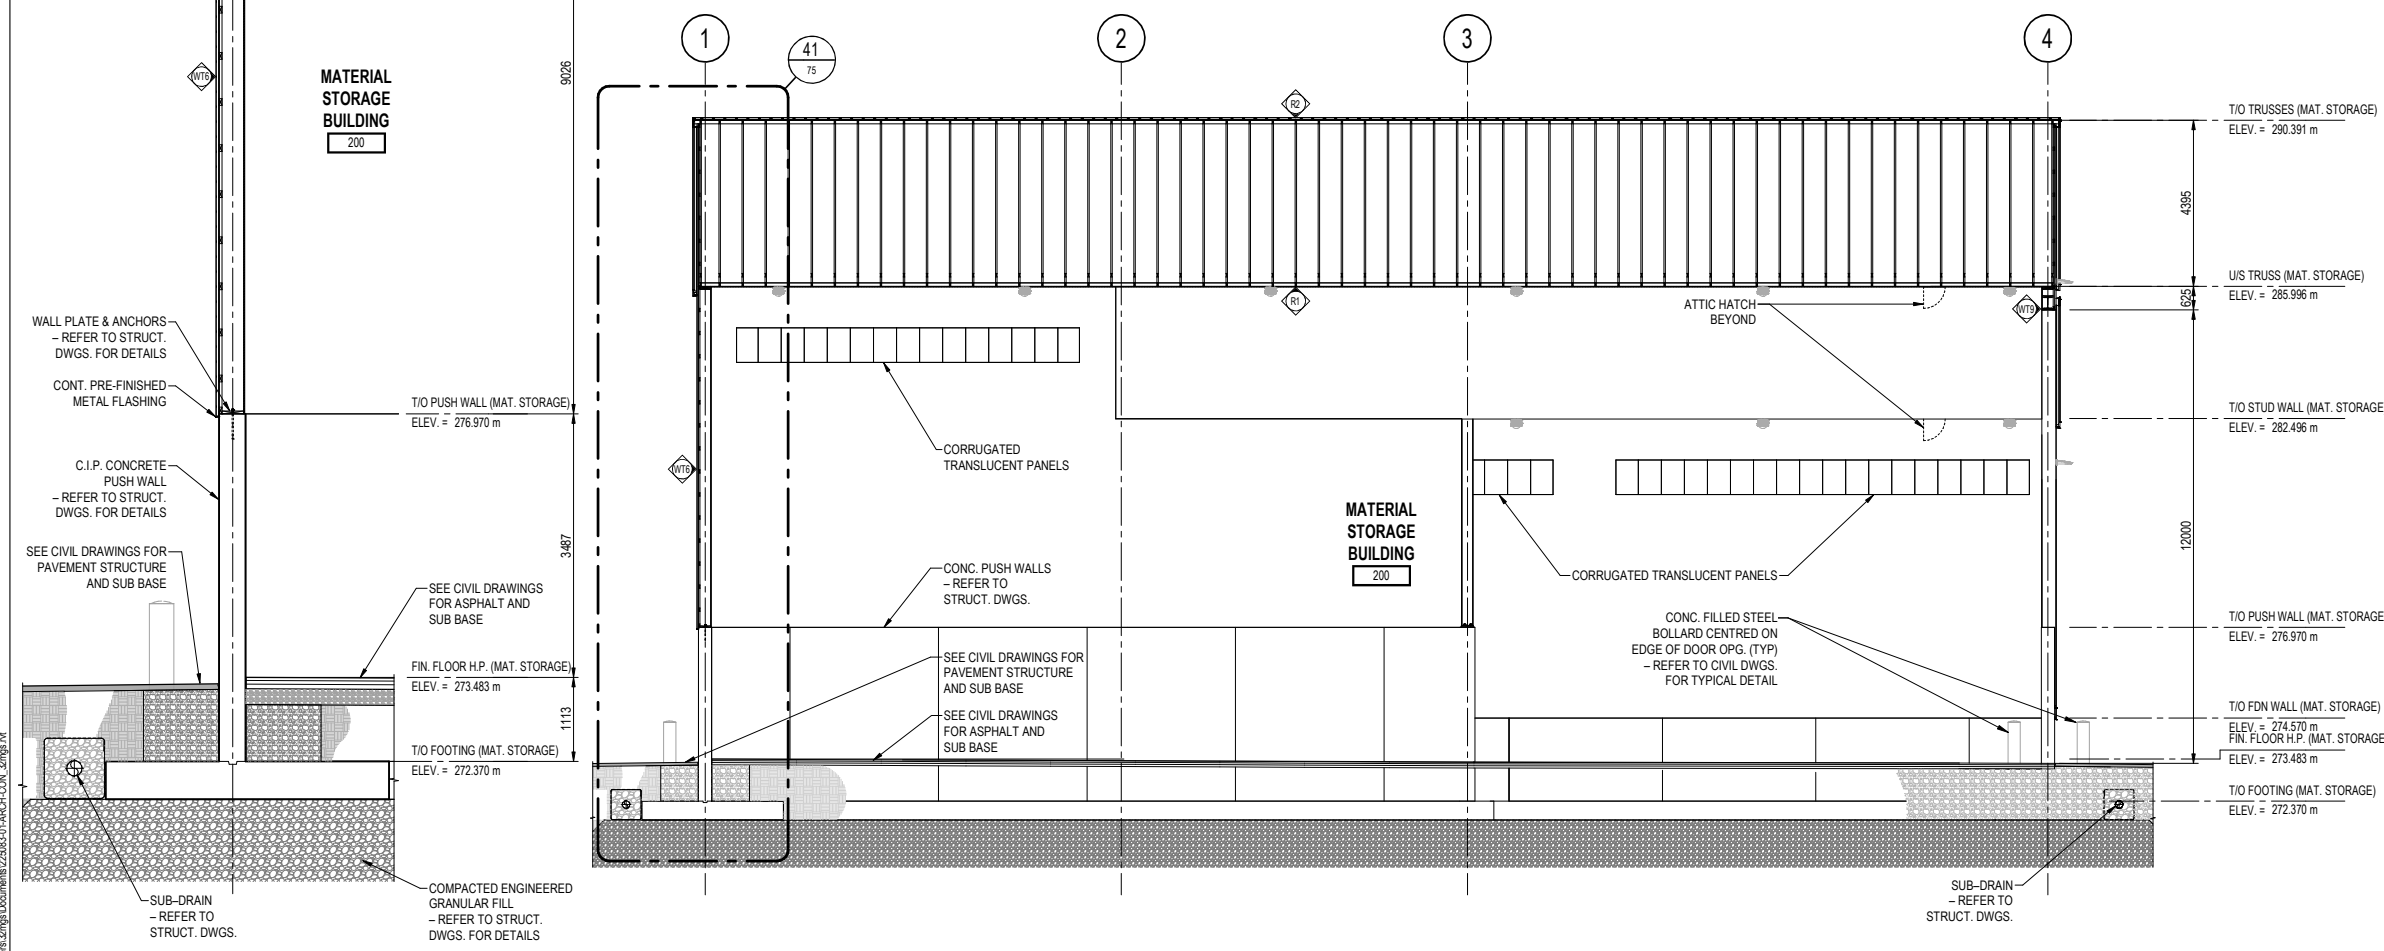 9026
WT6
MATERIAL
STORAGE
BUILDING
200
WALL PLATE & ANCHORS
– REFER TO STRUCT.
DWGS. FOR DETAILS
CONT. PRE-FINISHED
METAL FLASHING
T/O PUSH WALL (MAT. STORAGE)
ELEV. = 276.970 m
C.I.P. CONCRETE
PUSH WALL
– REFER TO STRUCT.
DWGS. FOR DETAILS
3487
SEE CIVIL DRAWINGS FOR
PAVEMENT STRUCTURE
AND SUB BASE
SEE CIVIL DRAWINGS
FOR ASPHALT AND
SUB BASE
FIN. FLOOR H.P. (MAT. STORAGE)
ELEV. = 273.483 m
1113
T/O FOOTING (MAT. STORAGE)
ELEV. = 272.370 m
SUB–DRAIN
– REFER TO
STRUCT. DWGS.
COMPACTED ENGINEERED
GRANULAR FILL
– REFER TO STRUCT.
DWGS. FOR DETAILS
1
41
75
2
3
4
R2
R1
WT6
WT9
ATTIC HATCH
BEYOND
CORRUGATED
TRANSLUCENT PANELS
MATERIAL
STORAGE
BUILDING
200
CORRUGATED TRANSLUCENT PANELS
CONC. PUSH WALLS
– REFER TO
STRUCT. DWGS.
CONC. FILLED STEEL
BOLLARD CENTRED ON
EDGE OF DOOR OPG. (TYP)
– REFER TO CIVIL DWGS.
FOR TYPICAL DETAIL
SEE CIVIL DRAWINGS FOR
PAVEMENT STRUCTURE
AND SUB BASE
SEE CIVIL DRAWINGS
FOR ASPHALT AND
SUB BASE
SUB–DRAIN
– REFER TO
STRUCT. DWGS.
T/O TRUSSES (MAT. STORAGE)
ELEV. = 290.391 m
4395
U/S TRUSS (MAT. STORAGE)
ELEV. = 285.996 m
625
T/O STUD WALL (MAT. STORAGE
ELEV. = 282.496 m
12000
T/O PUSH WALL (MAT. STORAGE
ELEV. = 276.970 m
T/O FDN WALL (MAT. STORAGE)
ELEV. = 274.570 m
FIN. FLOOR H.P. (MAT. STORAGE
ELEV. = 273.483 m
T/O FOOTING (MAT. STORAGE)
ELEV. = 272.370 m